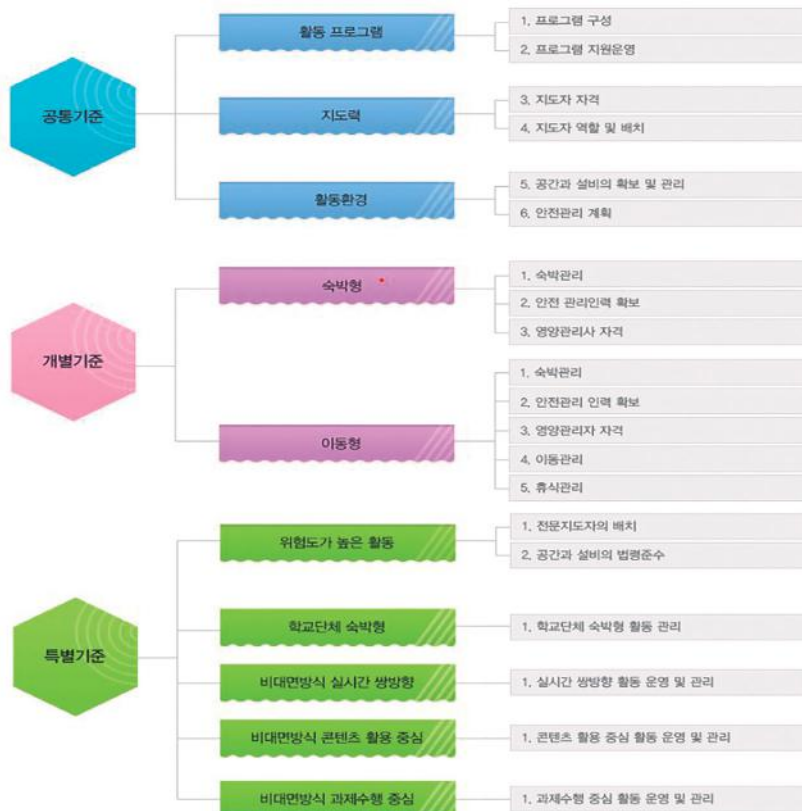 공통기준
활동 프로그램
1. 프로그램 구성
2. 프로그램 지원운영
지도력
3. 지도자 자격
4. 지도자 역할 및 배치
활동환경
5. 공간과 설비의 확보 및 관리
6. 안전관리 계획
개별기준
숙박형
1. 숙박관리
2. 안전 관리인력 확보
3. 영양관리사 자격
이동형
1. 숙박관리
2. 안전관리 인력 확보
3. 영양관리자 자격
4. 이동관리
5. 휴식관리
특별기준
위험도가 높은 활동
1. 전문지도자의 배치
2. 공간과 설비의 법령준수
학교단체 숙박형
1. 학교단체 숙박형 활동 관리
비대면방식 실시간 쌍방향
1. 실시간 쌍방향 활동 운영 및 관리
비대면방식 콘텐츠 활용 중심
1. 콘텐츠 활용 중심 활동 운영 및 관리
비대면방식 과제수행 중심
1. 과제수행 중심 활동 운영 및 관리